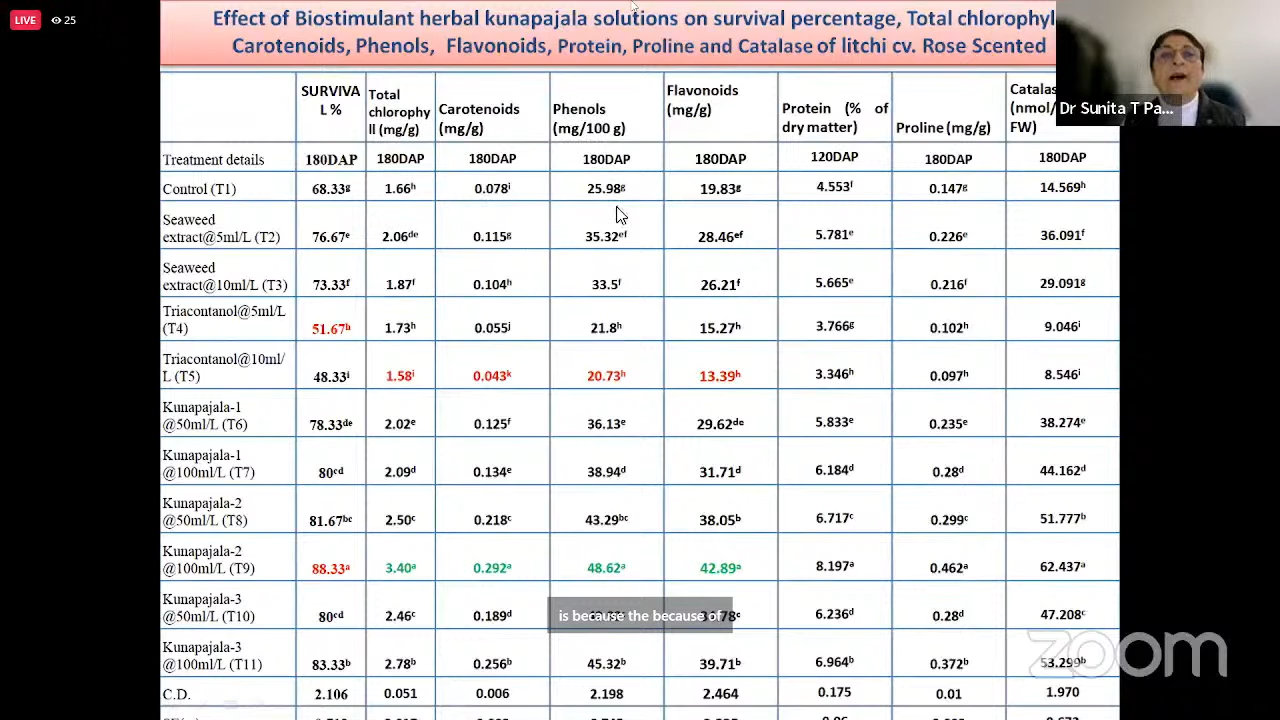 LIVE 25
Effect of Biostimulant herbal kunapajala solutions on survival percentage, Total chlorophyl
Carotenoids, Phenols, Flavonoids, Protein, Proline and Catalase of litchi cv. Rose Scented
Dr Sunita T Pa...
SURVIVAL % Total chlorophyll (mg/g) Carotenoids (mg/g) Phenols (mg/100 g) Flavonoids (mg/g) Protein (% of dry matter) Proline (mg/g) Catalas (nmol/ FW)
Treatment details 180DAP 180DAP 180DAP 180DAP 180DAP 120DAP 180DAP 180DAP
Control (T1) 68.33g 1.66h 0.078i 25.98g 19.83g 4.553f 0.147g 14.569h
Seaweed extract@5ml/L (T2) 76.67e 2.06de 0.115g 35.32ef 28.46ef 5.781e 0.226e 36.091f
Seaweed extract@10ml/L (T3) 73.33f 1.87f 0.104h 33.5f 26.21f 5.665e 0.216f 29.091g
Triacontanol@5ml/L (T4) 51.67h 1.73h 0.055j 21.8h 15.27h 3.766g 0.102h 9.046i
Triacontanol@10ml/L (T5) 48.33i 1.58i 0.043k 20.73h 13.39h 3.346h 0.097h 8.546i
Kunapajala-1 @50ml/L (T6) 78.33de 2.02e 0.125f 36.13e 29.62de 5.833e 0.235e 38.274e
Kunapajala-1 @100ml/L (T7) 80cd 2.09d 0.134e 38.94d 31.71d 6.184d 0.28d 44.162d
Kunapajala-2 @50ml/L (T8) 81.67bc 2.50c 0.218c 43.29bc 38.05b 6.717c 0.299c 51.777b
Kunapajala-2 @100ml/L (T9) 88.33a 3.40a 0.292a 48.62a 42.89a 8.197a 0.462a 62.437a
Kunapajala-3 @50ml/L (T10) 80cd 2.46c 0.189d 78c 6.236d 0.28d 47.208c
is because the because of
Kunapajala-3 @100ml/L (T11) 83.33b 2.78b 0.256b 45.32b 39.71b 6.964b 0.372b 53.299b
C.D. 2.106 0.051 0.006 2.198 2.464 0.175 0.01 1.970
zoom